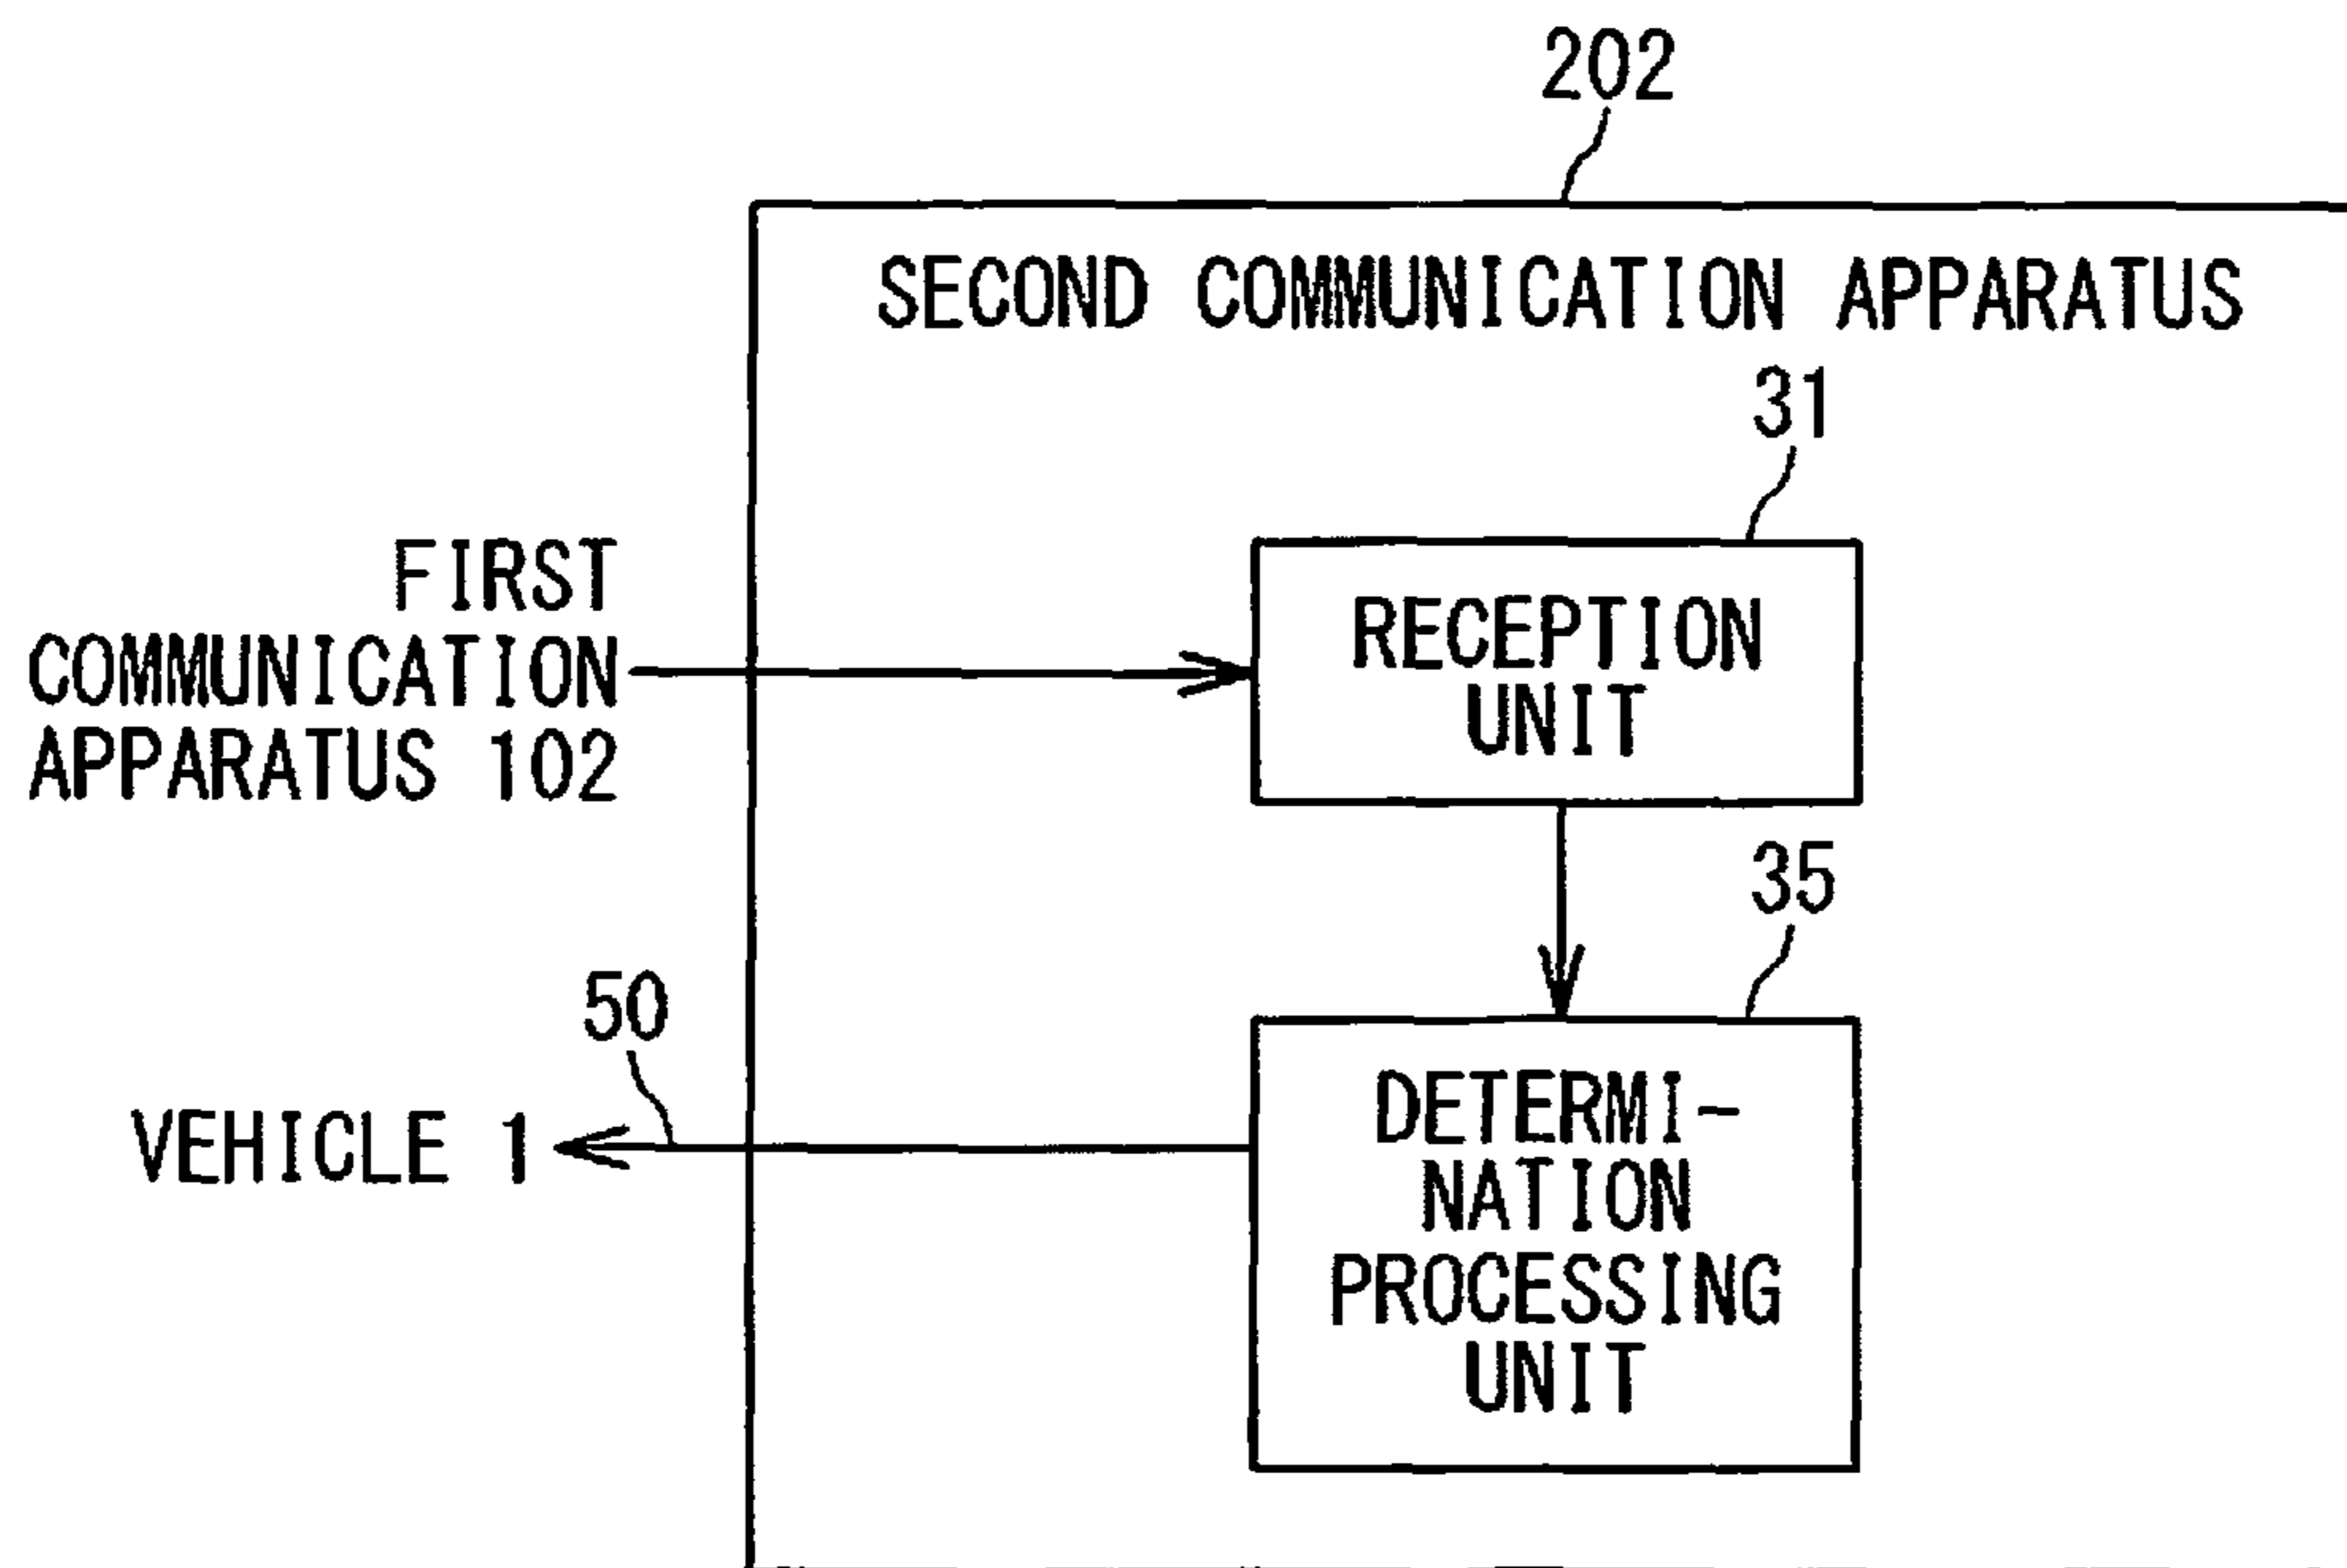 202
SECOND COMMUNICATION APPARATUS
31
FIRST
COMMUNICATION
APPARATUS 102
RECEPTION
UNIT
35
50
VEHICLE 1
DETERMI-
NATION
PROCESSING
UNIT